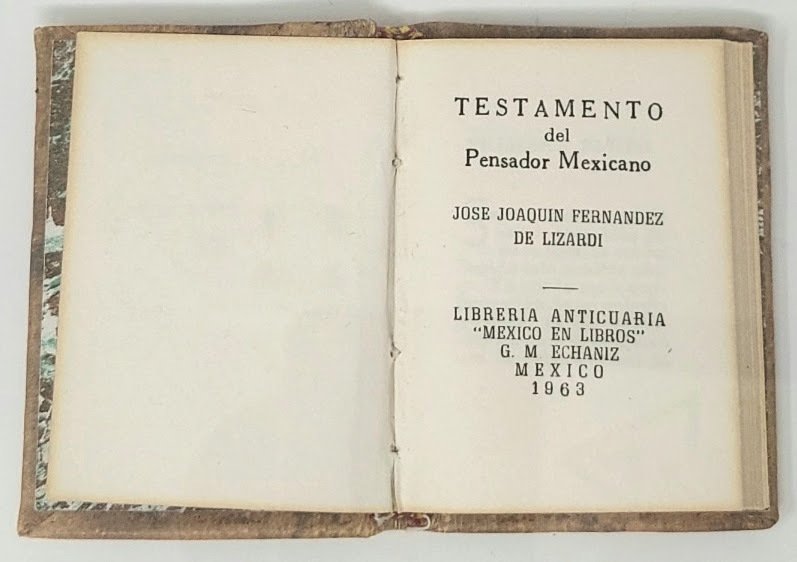 TESTAMENTO
del
Pensador Mexicano
JOSE JOAQUIN FERNANDEZ
DE LIZARDI
LIBRERIA ANTICUARIA
"MEXICO EN LIBROS"
G. M. ECHANIZ
MEXICO
1963